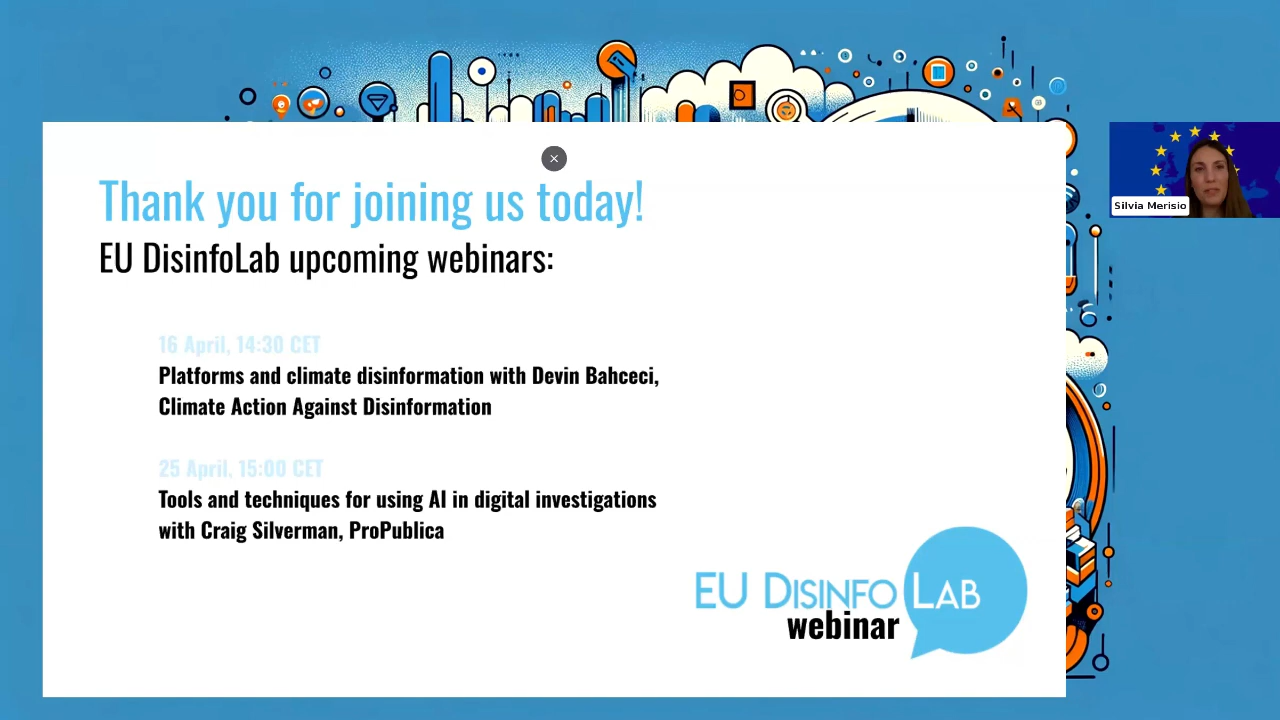 Thank you for joining us today!
EU DisinfoLab upcoming webinars:
16 April, 14:30 CET
Platforms and climate disinformation with Devin Bahceci,
Climate Action Against Disinformation
25 April, 15:00 CET
Tools and techniques for using AI in digital investigations
with Craig Silverman, ProPublica
EU DISINFO LAB
webinar
Silvia Merisio